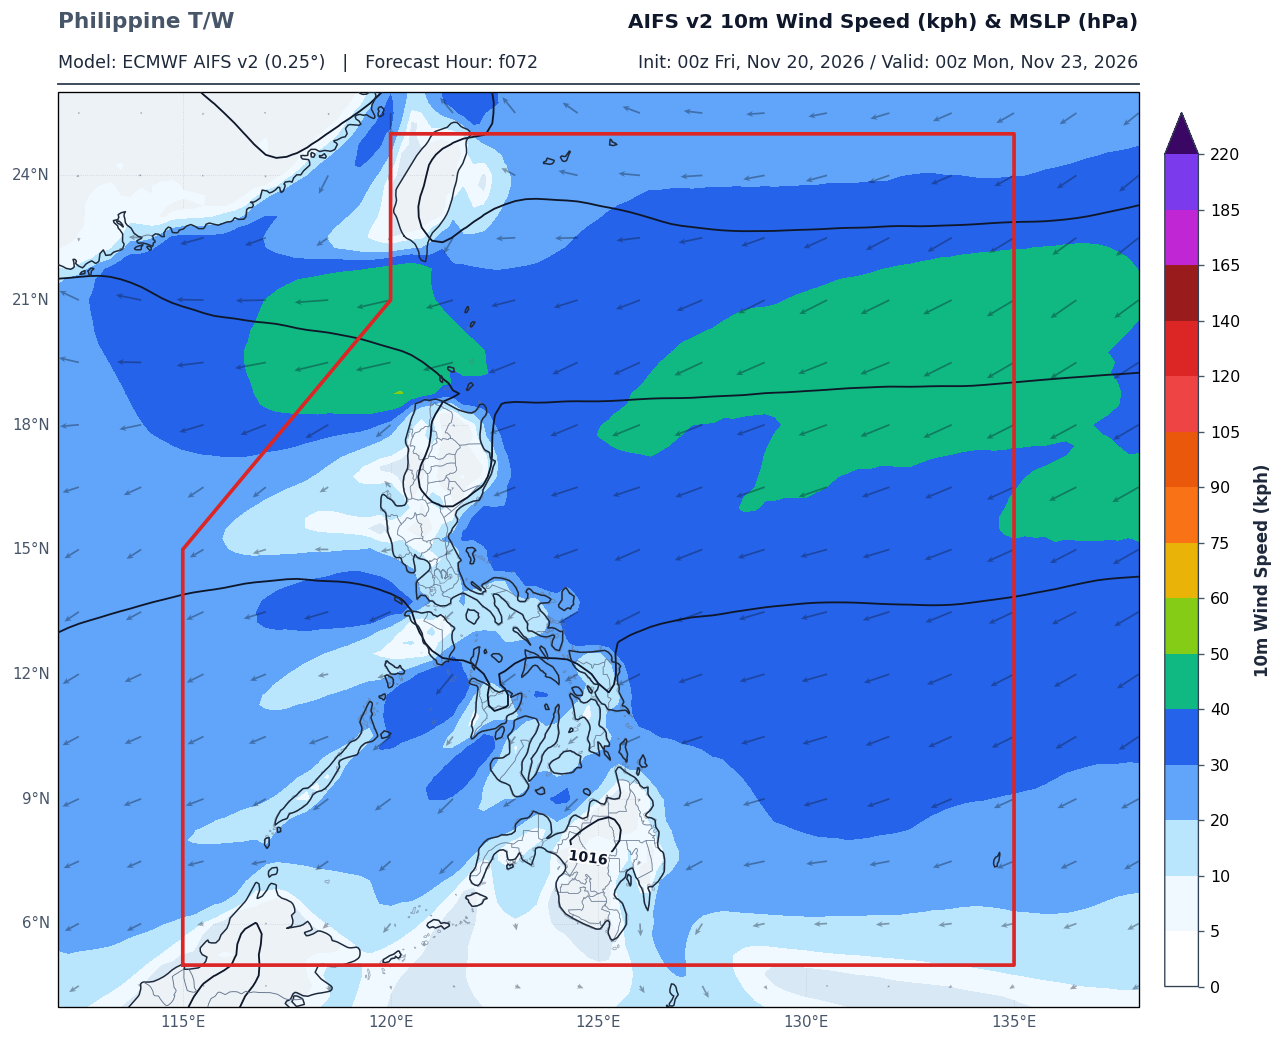 Philippine T/W
AIFS v2 10m Wind Speed (kph) & MSLP (hPa)
Model: ECMWF AIFS v2 (0.25°) | Forecast Hour: f072
Init: 00z Fri, Nov 20, 2026 / Valid: 00z Mon, Nov 23, 2026
24°N
21°N
18°N
15°N
12°N
9°N
6°N
1016
115°E
120°E
125°E
130°E
135°E
220
185
165
140
120
105
90
75
60
50
40
30
20
10
5
0
10m Wind Speed (kph)